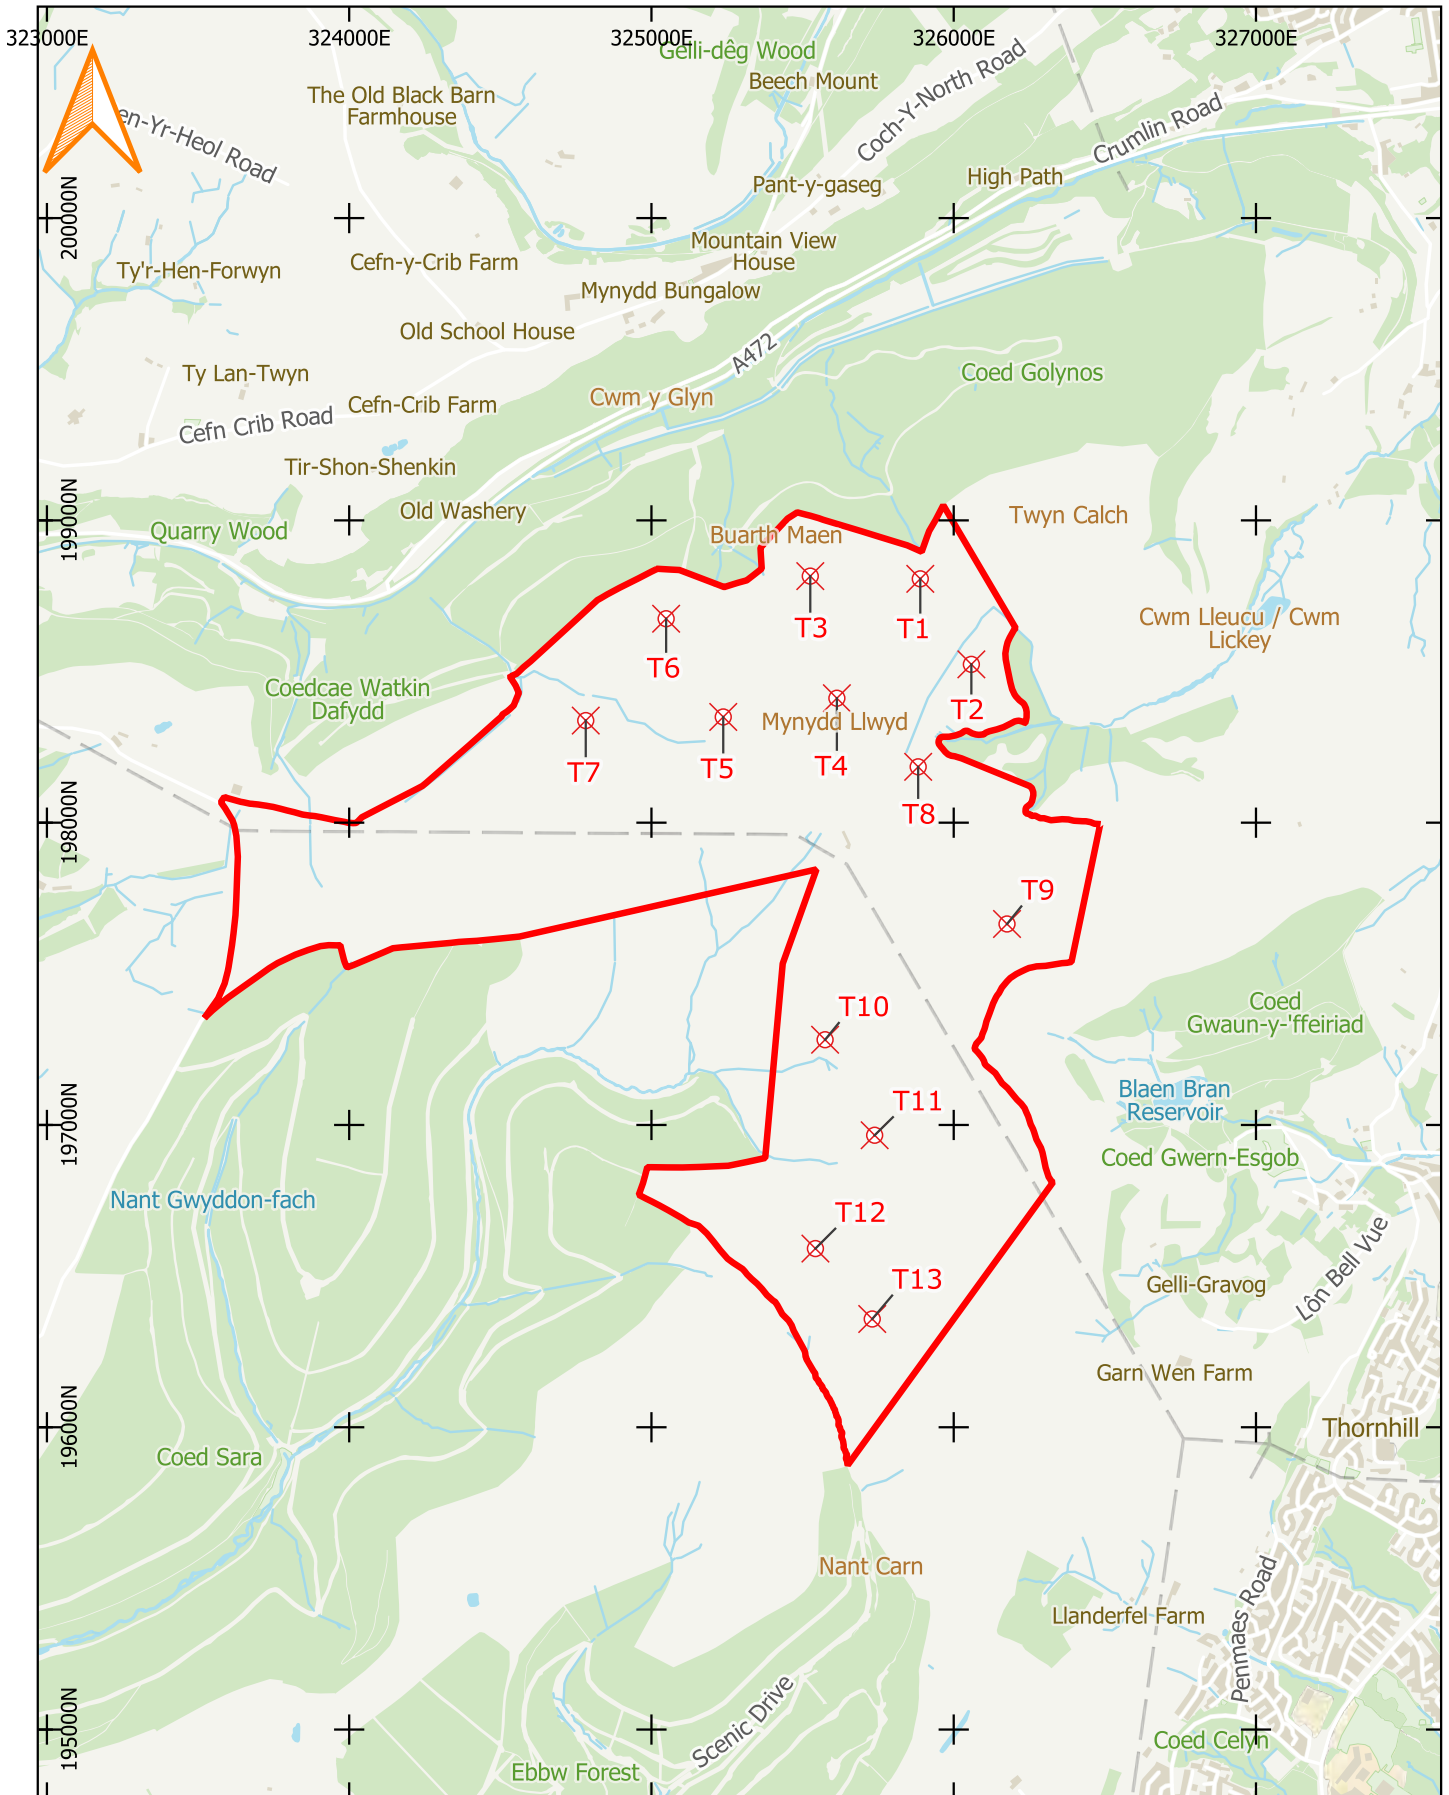 323000E
324000E
325000E
326000E
327000E
Gelli-dêg Wood
Beech Mount
Coch-Y-North Road
The Old Black Barn
Farmhouse
en-Yr-Heol Road
Crumlin Road
High Path
Pant-y-gaseg
200000N
Mountain View
House
Cefn-y-Crib Farm
Ty'r-Hen-Forwyn
Mynydd Bungalow
Old School House
A472
Ty Lan-Twyn
Coed Golynos
Cwm y Glyn
Cefn-Crib Farm
Cefn Crib Road
Tir-Shon-Shenkin
Old Washery
199000N
Quarry Wood
Buarth Maen
Twyn Calch
T3
T1
Cwm Lleucu / Cwm
Lickey
T6
Coedcae Watkin
Dafydd
T2
Mynydd Llwyd
T7
T5
T4
T8
198000N
T9
T10
Coed
Gwaun-y-'ffeiriad
T11
Blaen Bran
Reservoir
197000N
Coed Gwern-Esgob
Nant Gwyddon-fach
T12
Lôn Bell Vue
T13
Gelli-Gravog
Garn Wen Farm
196000N
Thornhill
Coed Sara
Nant Carn
Llanderfel Farm
Penmaes Road
195000N
Scenic Drive
Coed Celyn
Ebbw Forest